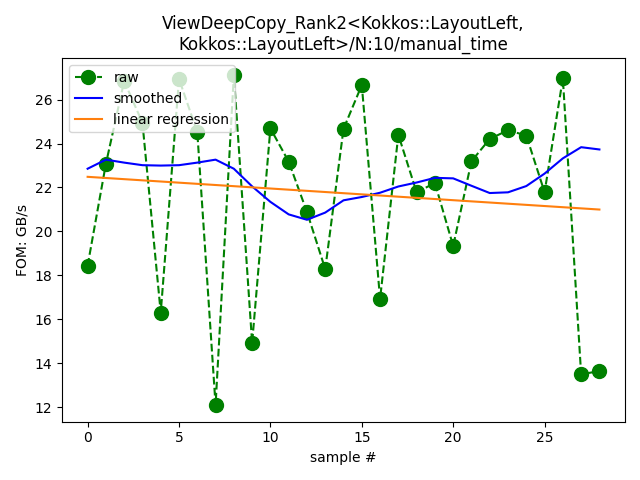 ViewDeepCopy_Rank2<Kokkos::LayoutLeft,
Kokkos::LayoutLeft>/N:10/manual_time
raw
smoothed
linear regression
FOM: GB/s
26
24
22
20
18
16
14
12
0
5
10
15
20
25
sample #